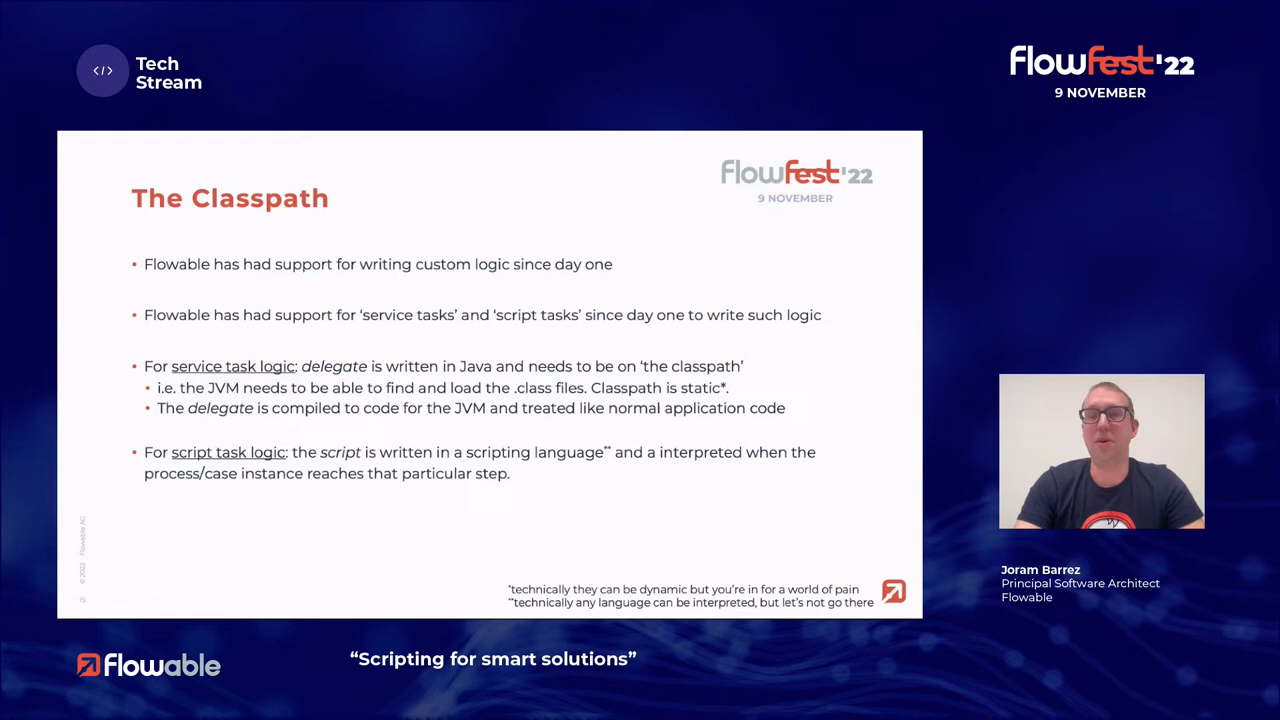 </>
Tech
Stream
flowfest'22
9 NOVEMBER
The Classpath
flowfest'22
9 NOVEMBER
• Flowable has had support for writing custom logic since day one
• Flowable has had support for ‘service tasks’ and ‘script tasks’ since day one to write such logic
• For service task logic: delegate is written in Java and needs to be on ‘the classpath’
• i.e. the JVM needs to be able to find and load the .class files. Classpath is static*.
• The delegate is compiled to code for the JVM and treated like normal application code
• For script task logic: the script is written in a scripting language** and a interpreted when the
process/case instance reaches that particular step.
© 2022 Flowable AG
*technically they can be dynamic but you're in for a world of pain
**technically any language can be interpreted, but let's not go there
Joram Barrez
Principal Software Architect
Flowable
flowable
“Scripting for smart solutions”